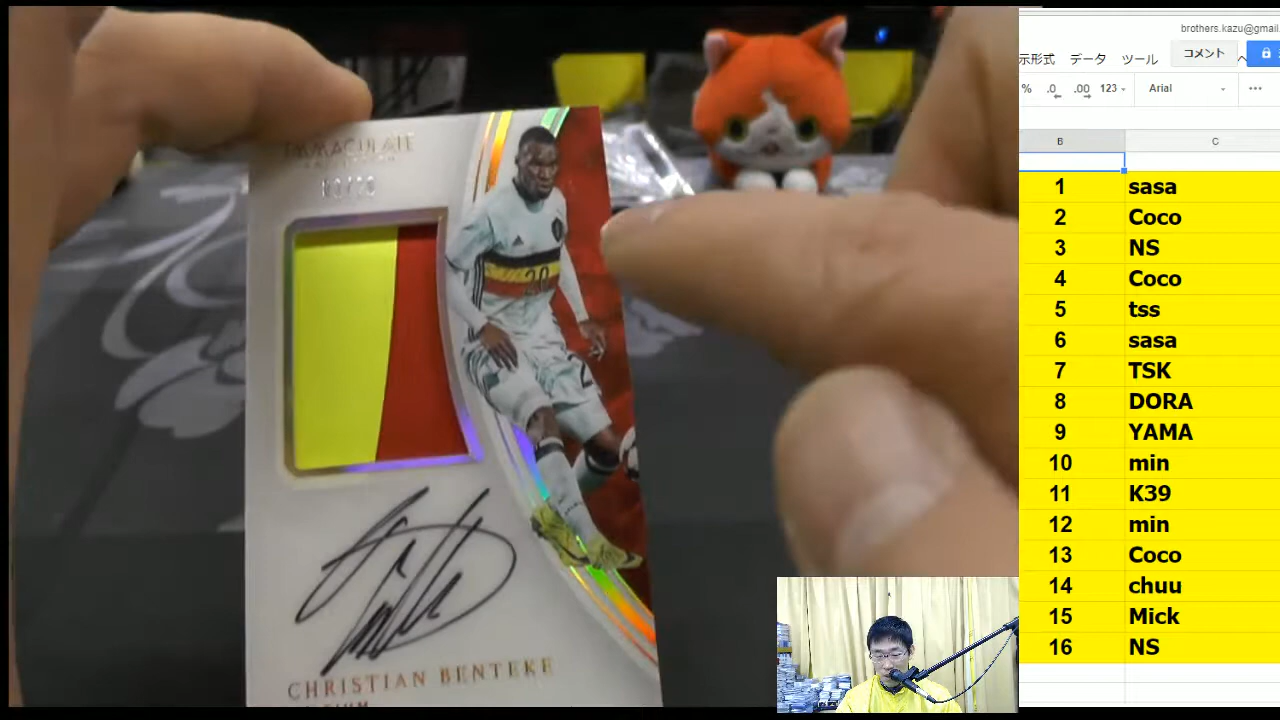 IMMACULATE
20
CHRISTIAN BENTEKE
brothers.kazu@gmail.
示形式 データ ツール コメント
% .0 .00 123 Arial
B C
1 sasa
2 Coco
3 NS
4 Coco
5 tss
6 sasa
7 TSK
8 DORA
9 YAMA
10 min
11 K39
12 min
13 Coco
14 chuu
15 Mick
16 NS